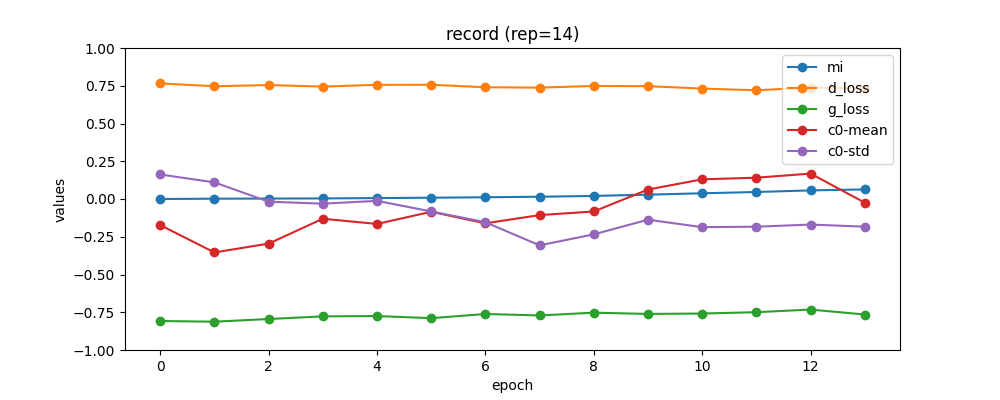 record (rep=14)
1.00
0.75
0.50
0.25
0.00
−0.25
−0.50
−0.75
−1.00
values
mi
d_loss
g_loss
c0-mean
c0-std
0 2 4 6 8 10 12
epoch